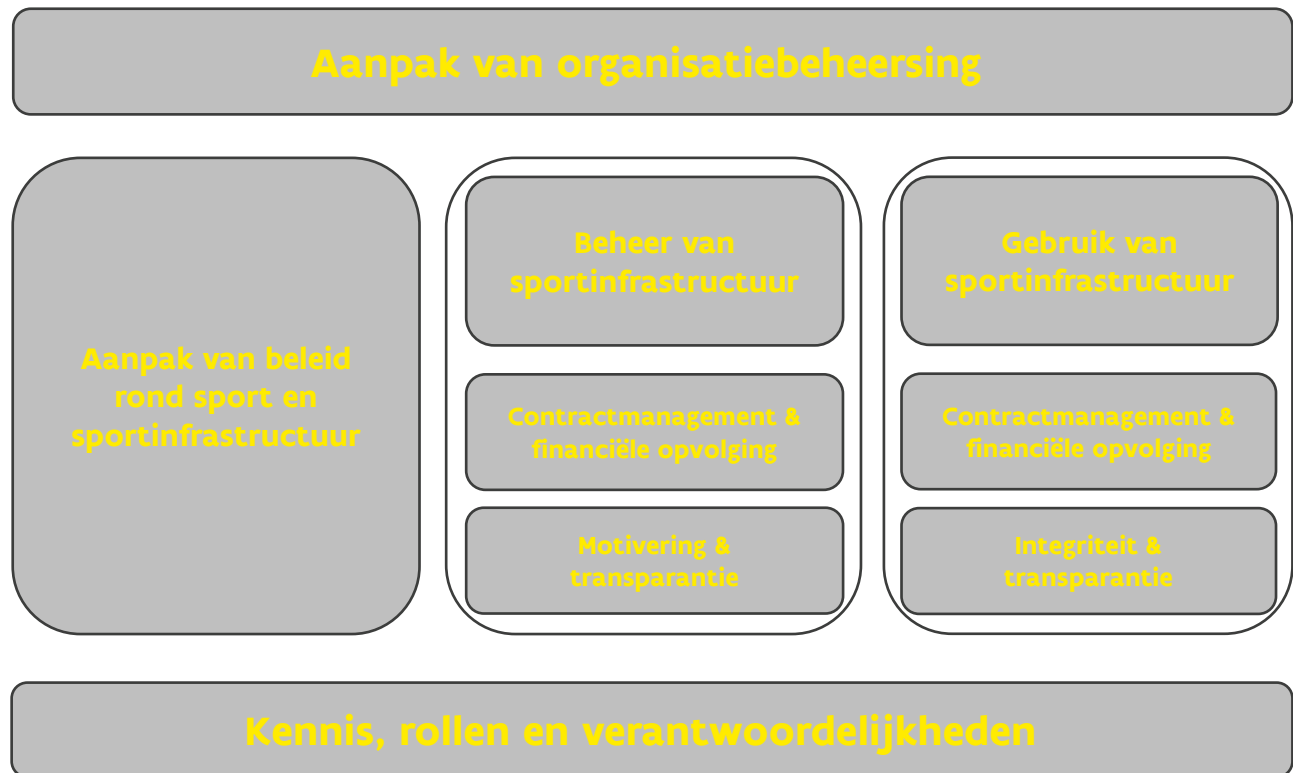 Aanpak van organisatiebeheersing
Aanpak van beleid
rond sport en
sportinfrastructuur
Beheer van
sportinfrastructuur
Contractmanagement &
financiële opvolging
Motivering &
transparantie
Gebruik van
sportinfrastructuur
Contractmanagement &
financiële opvolging
Integriteit &
transparantie
Kennis, rollen en verantwoordelijkheden